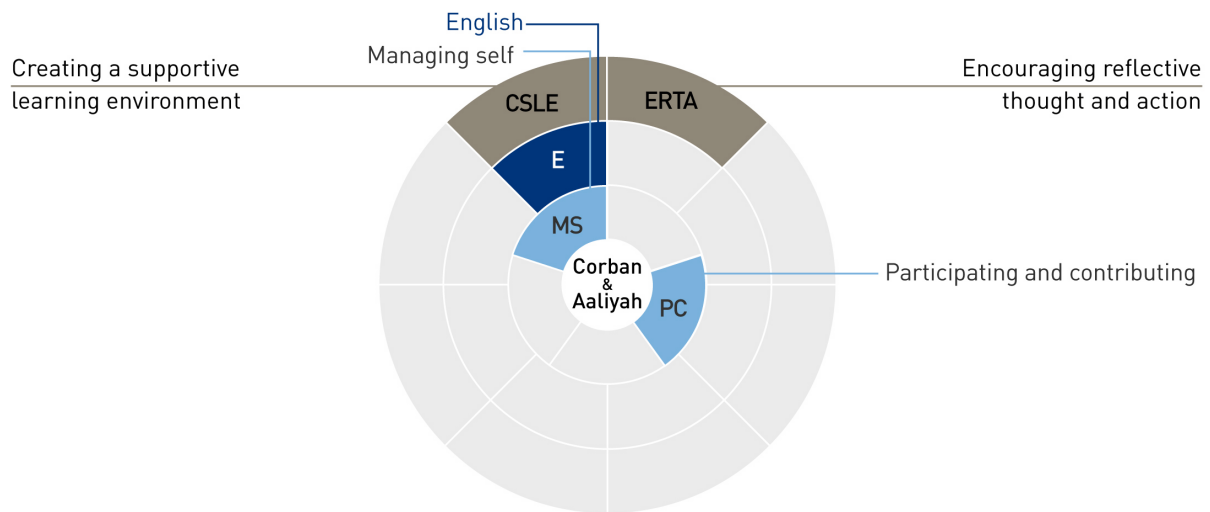 English
Managing self
Creating a supportive
learning environment
Encouraging reflective
thought and action
CSLE
ERTA
E
MS
Corban
&
Aaliyah
PC
Participating and contributing